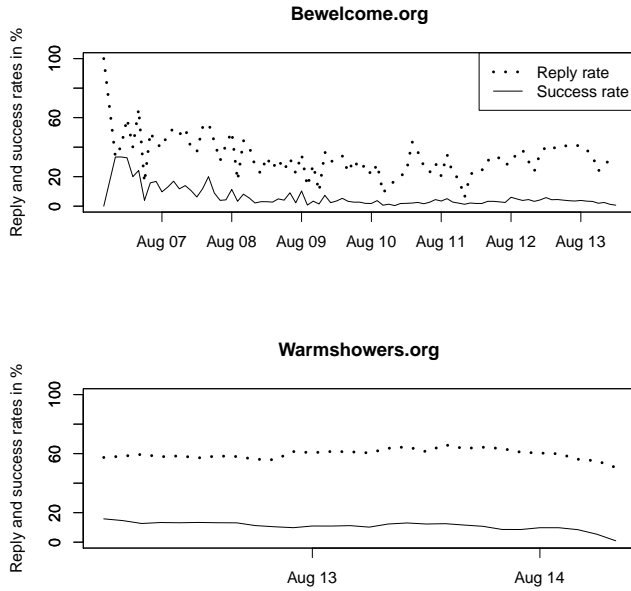 Bewelcome.org
Reply and success rates in %
100
60
20
0
Reply rate
Success rate
Aug 07 Aug 08 Aug 09 Aug 10 Aug 11 Aug 12 Aug 13
Warmshowers.org
Reply and success rates in %
100
60
20
0
Aug 13 Aug 14